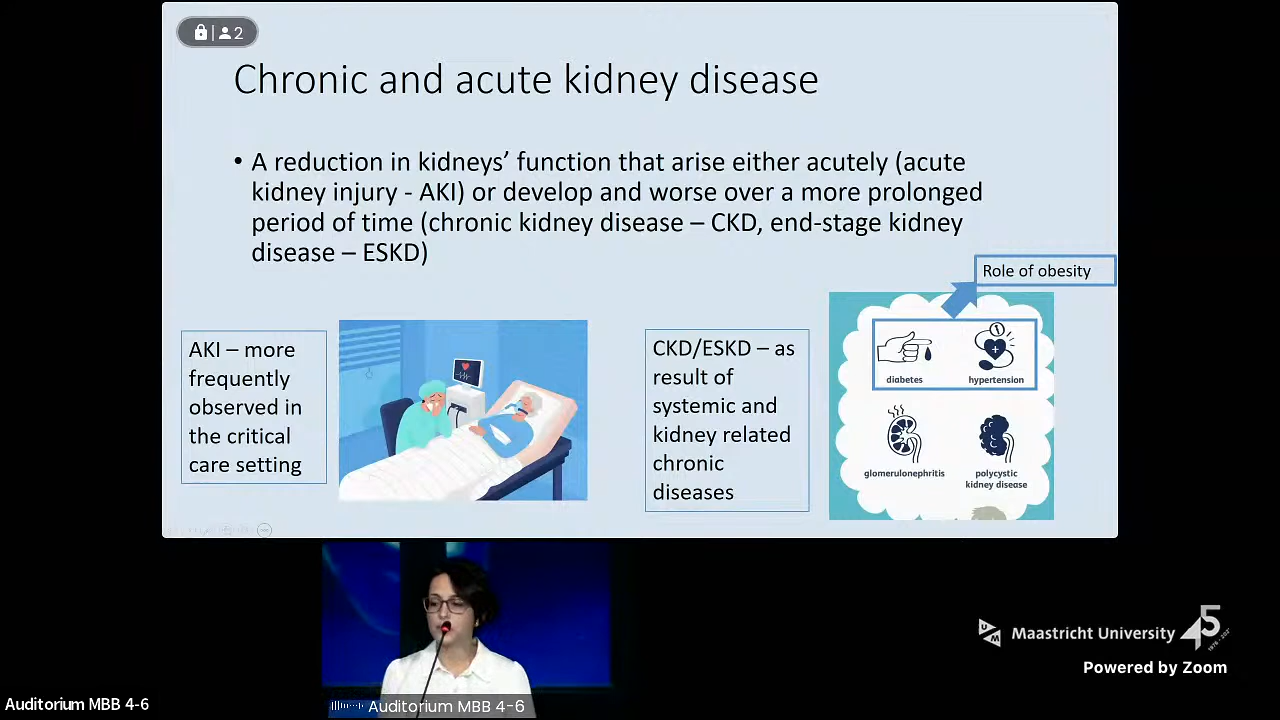 2
Chronic and acute kidney disease
• A reduction in kidneys’ function that arise either acutely (acute
kidney injury - AKI) or develop and worse over a more prolonged
period of time (chronic kidney disease – CKD, end-stage kidney
disease – ESKD)
Role of obesity
AKI – more
frequently
observed in
the critical
care setting
CKD/ESKD – as
result of
systemic and
kidney related
chronic
diseases
diabetes
hypertension
glomerulonephritis
polycystic
kidney disease
Maastricht University
45
Powered by Zoom
Auditorium MBB 4-6
Auditorium MBB 4-6